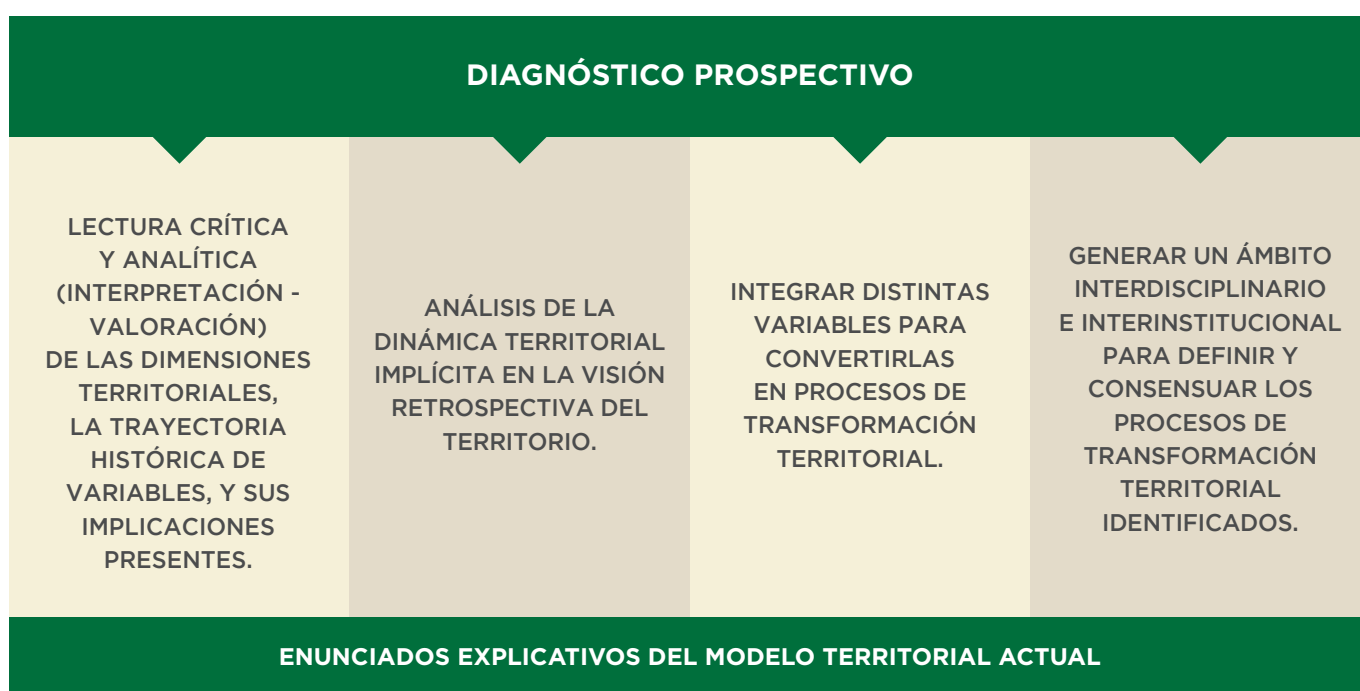 DIAGNÓSTICO PROSPECTIVO
LECTURA CRÍTICA
Y ANALÍTICA
(INTERPRETACIÓN -
VALORACIÓN)
DE LAS DIMENSIONES
TERRITORIALES,
LA TRAYECTORIA
HISTÓRICA DE
VARIABLES, Y SUS
IMPLICACIONES
PRESENTES.
ANÁLISIS DE LA
DINÁMICA TERRITORIAL
IMPLÍCITA EN LA VISIÓN
RETROSPECTIVA DEL
TERRITORIO.
INTEGRAR DISTINTAS
VARIABLES PARA
CONVERTIRLAS
EN PROCESOS DE
TRANSFORMACIÓN
TERRITORIAL.
GENERAR UN ÁMBITO
INTERDISCIPLINARIO
E INTERINSTITUCIONAL
PARA DEFINIR Y
CONSENSUAR LOS
PROCESOS DE
TRANSFORMACIÓN
TERRITORIAL
IDENTIFICADOS.
ENUNCIADOS EXPLICATIVOS DEL MODELO TERRITORIAL ACTUAL